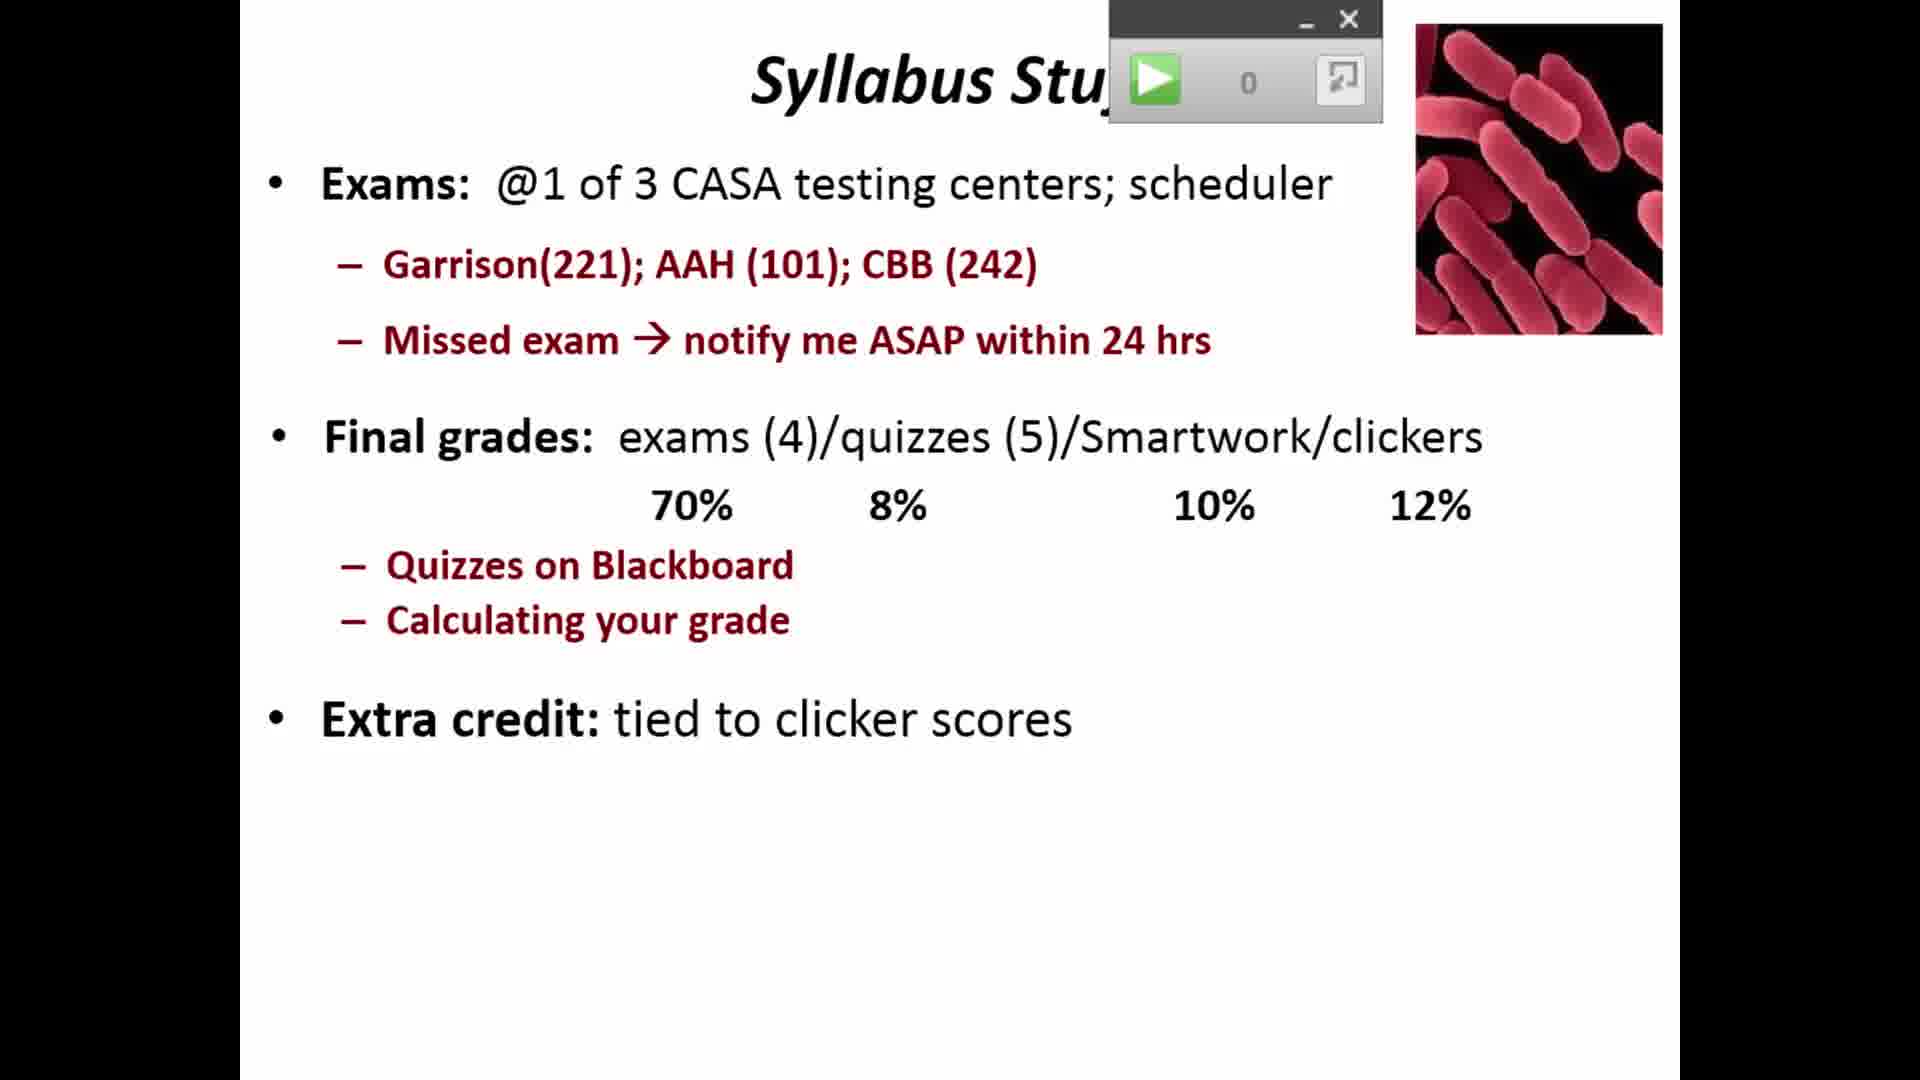 Syllabus Stu
0
• Exams: @1 of 3 CASA testing centers; scheduler
– Garrison(221); AAH (101); CBB (242)
– Missed exam → notify me ASAP within 24 hrs
• Final grades: exams (4)/quizzes (5)/Smartwork/clickers
70% 8% 10% 12%
– Quizzes on Blackboard
– Calculating your grade
• Extra credit: tied to clicker scores